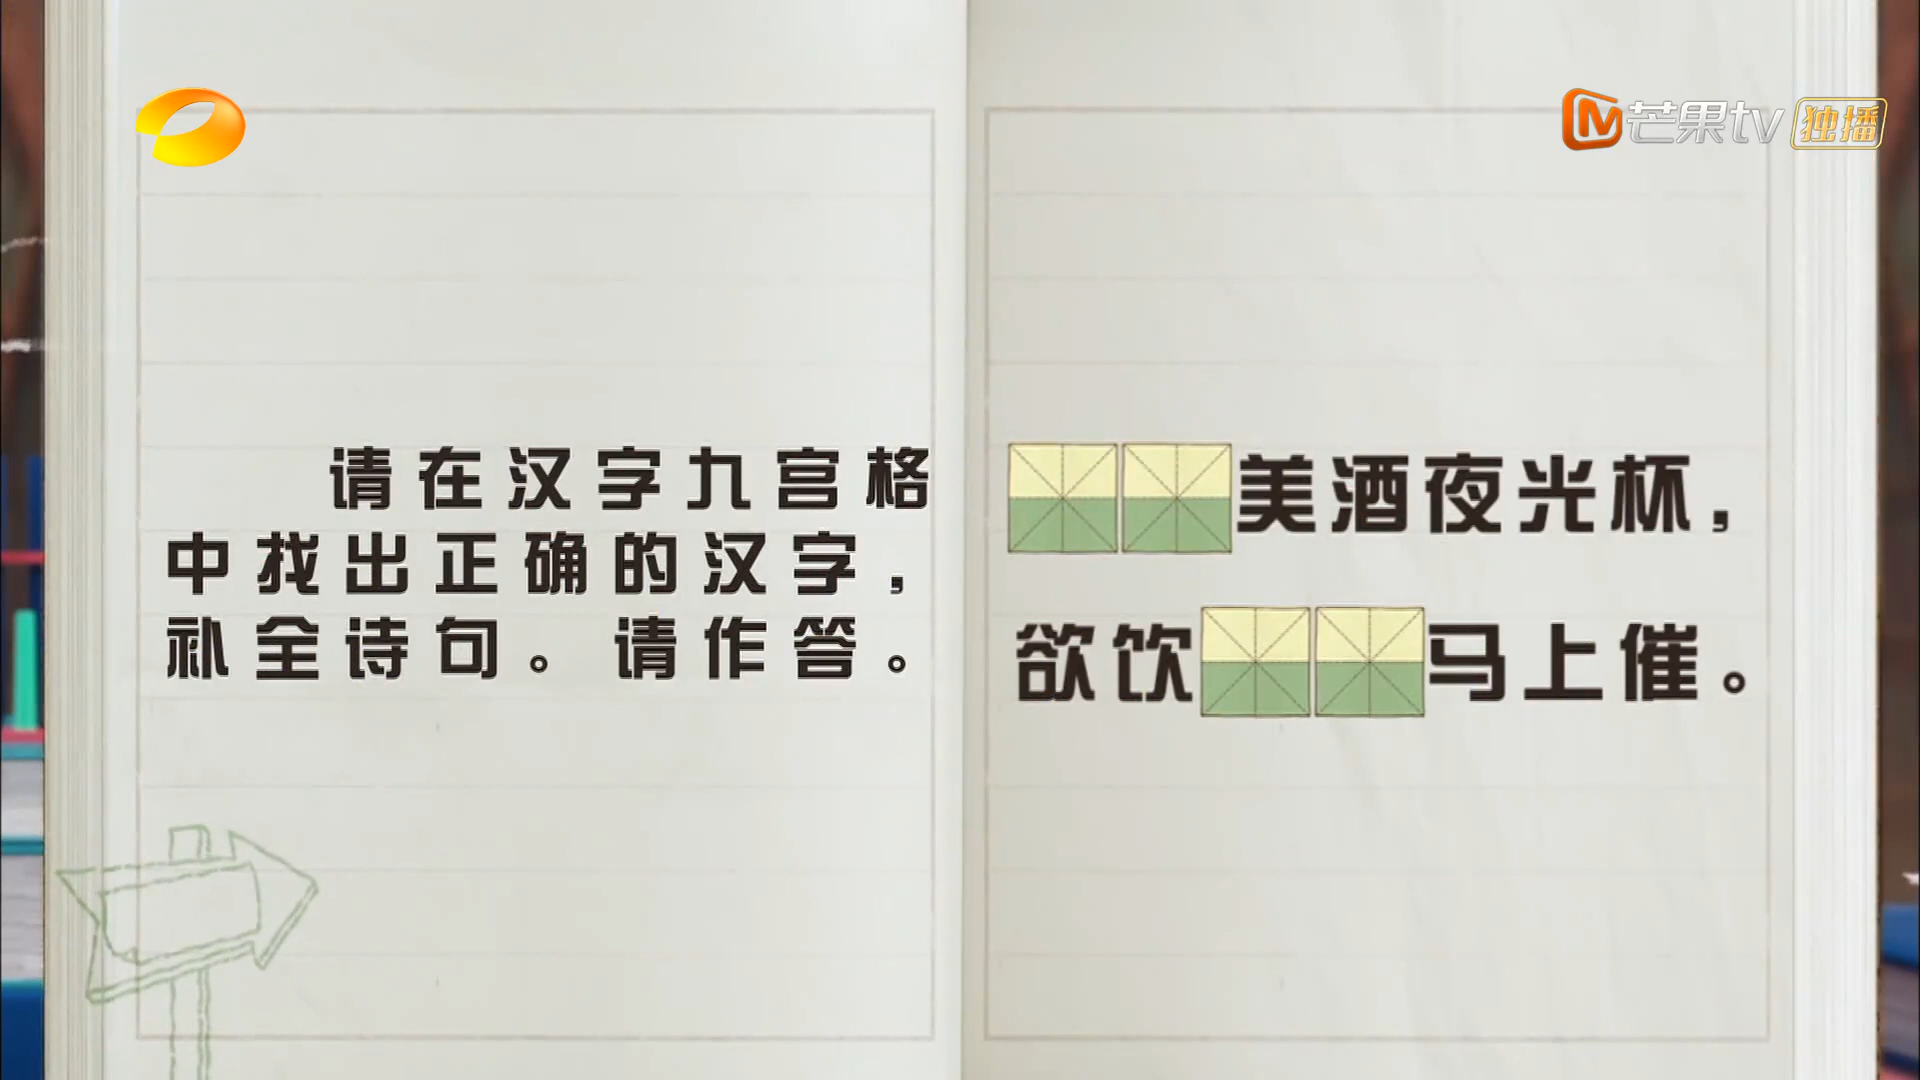 芒果tv 独播
请在汉字九宫格
中找出正确的汉字，
补全诗句。请作答。
美酒夜光杯，
欲饮 马上催。